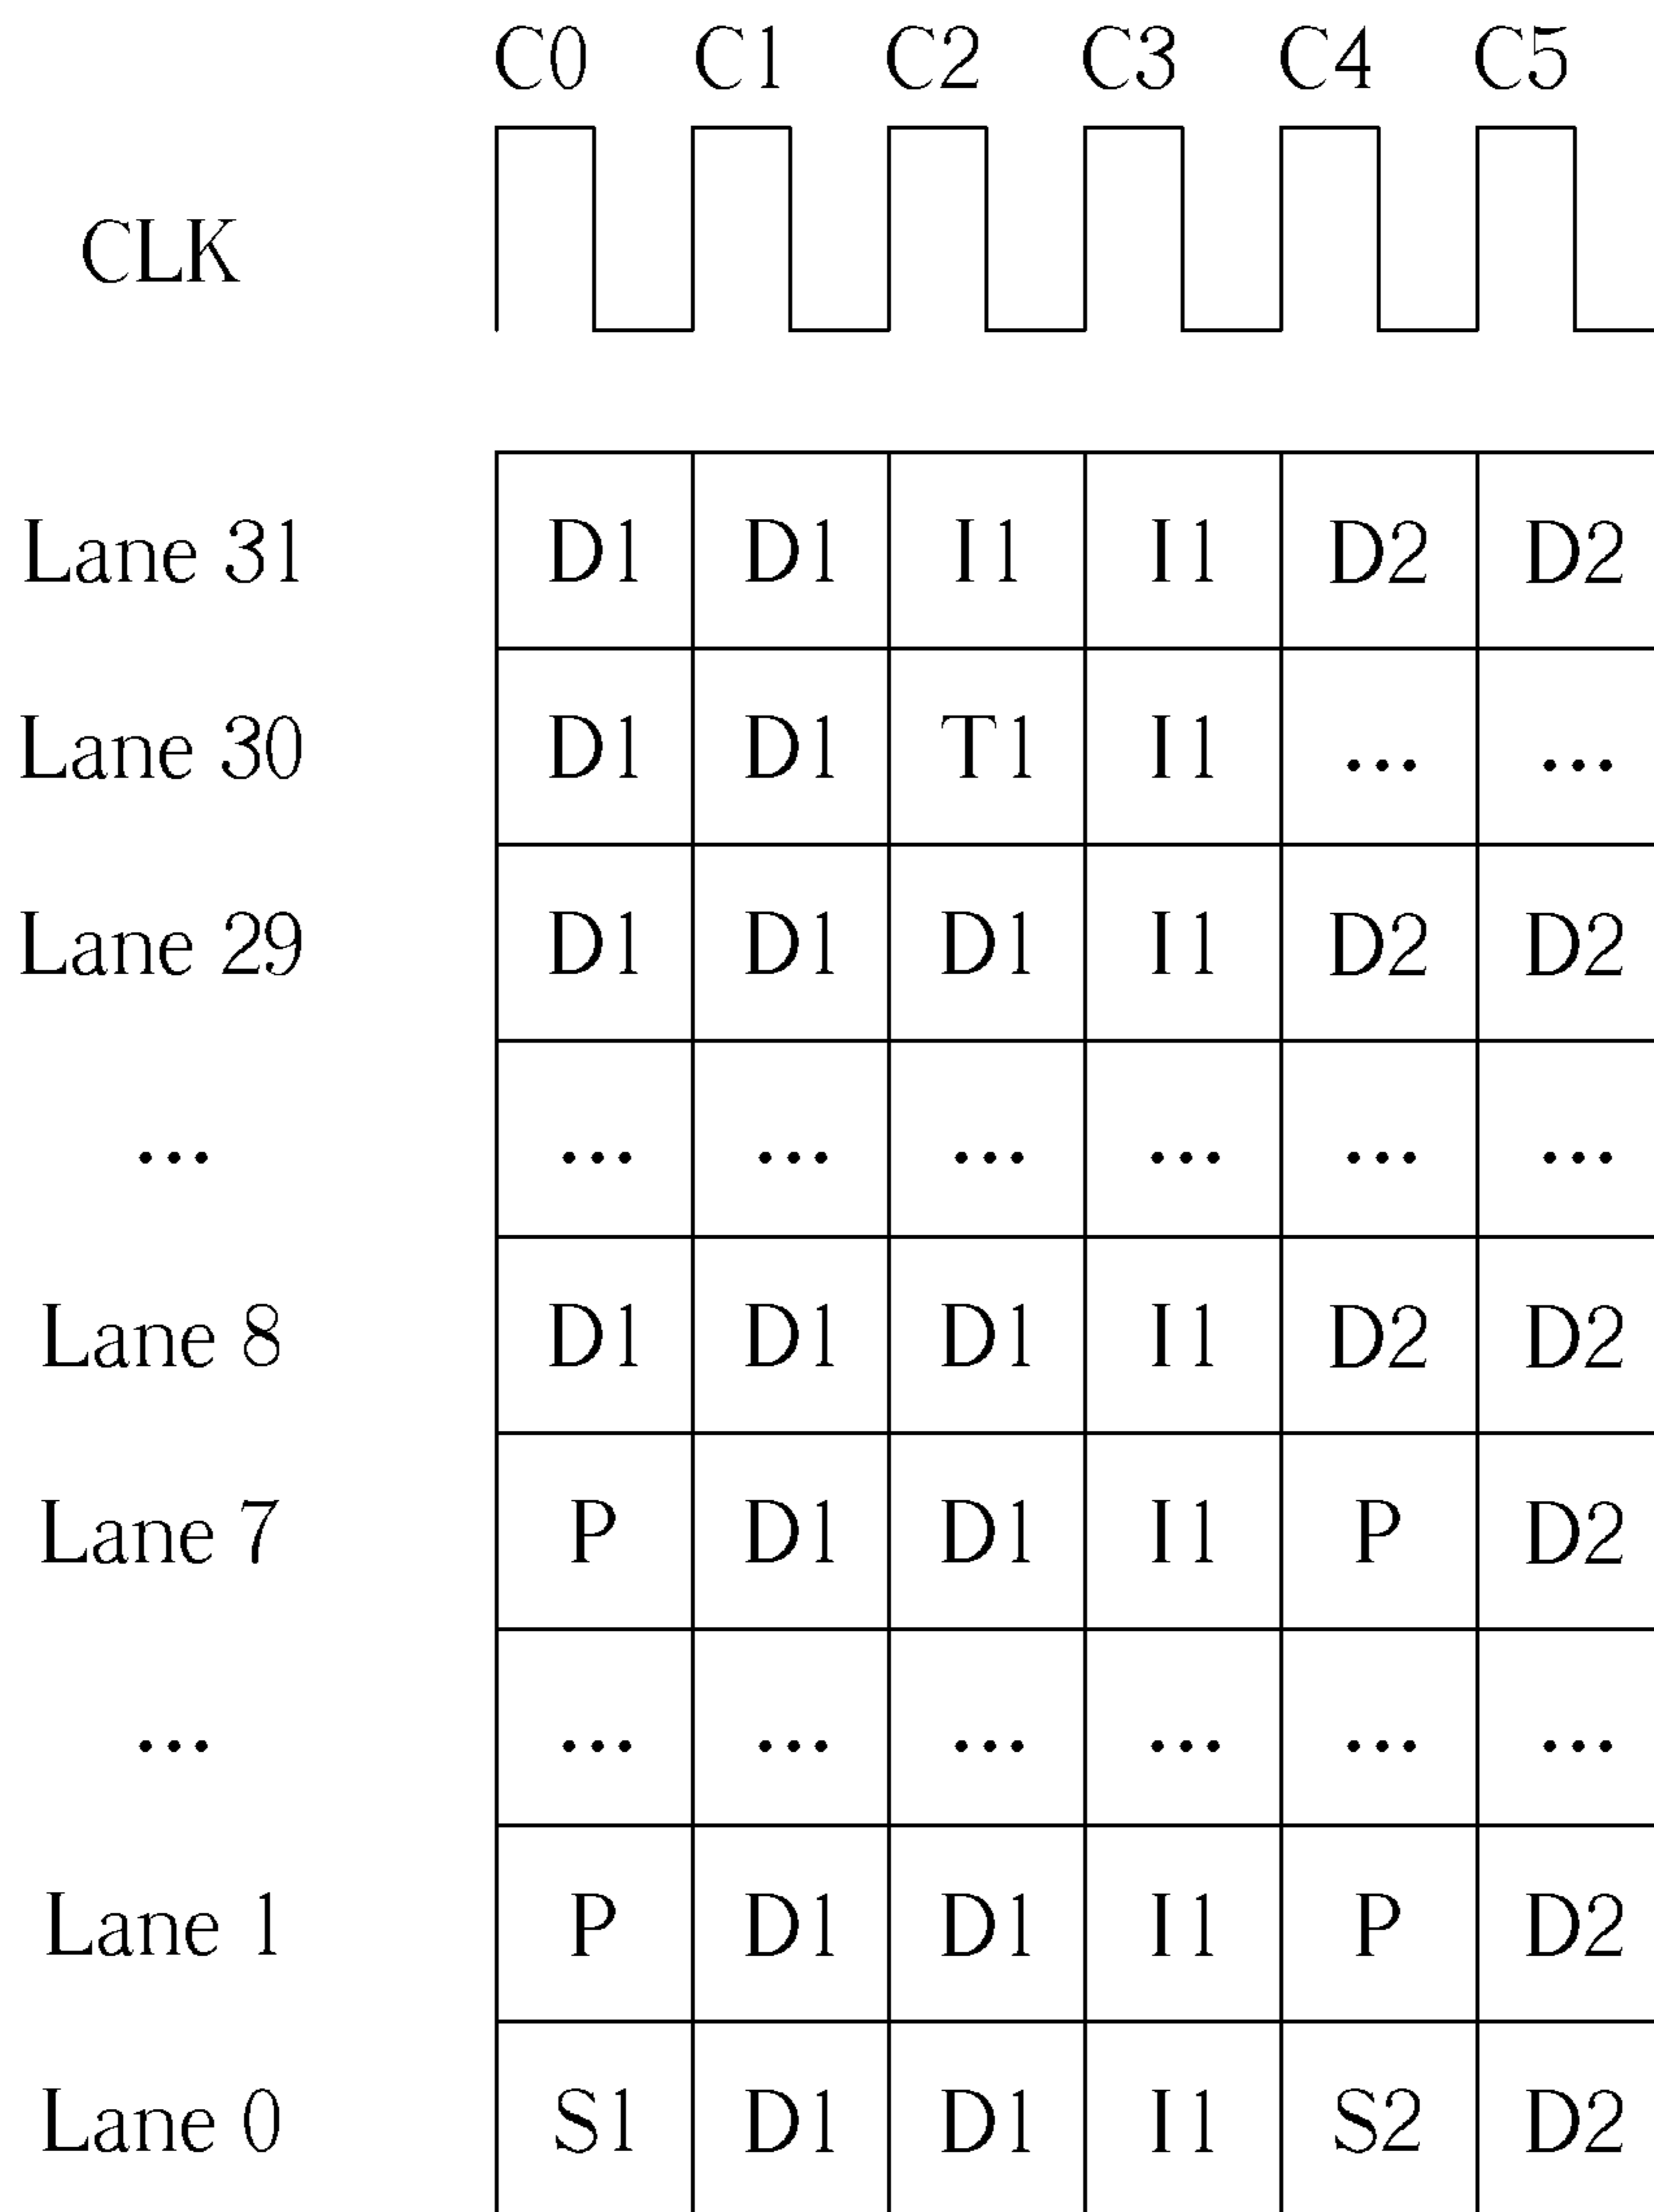 C0 C1 C2 C3 C4 C5
CLK
Lane 31 D1 D1 I1 I1 D2 D2
Lane 30 D1 D1 T1 I1 ... ...
Lane 29 D1 D1 D1 I1 D2 D2
... ... ... ... ... ... ...
Lane 8 D1 D1 D1 I1 D2 D2
Lane 7 P D1 D1 I1 P D2
... ... ... ... ... ... ...
Lane 1 P D1 D1 I1 P D2
Lane 0 S1 D1 D1 I1 S2 D2